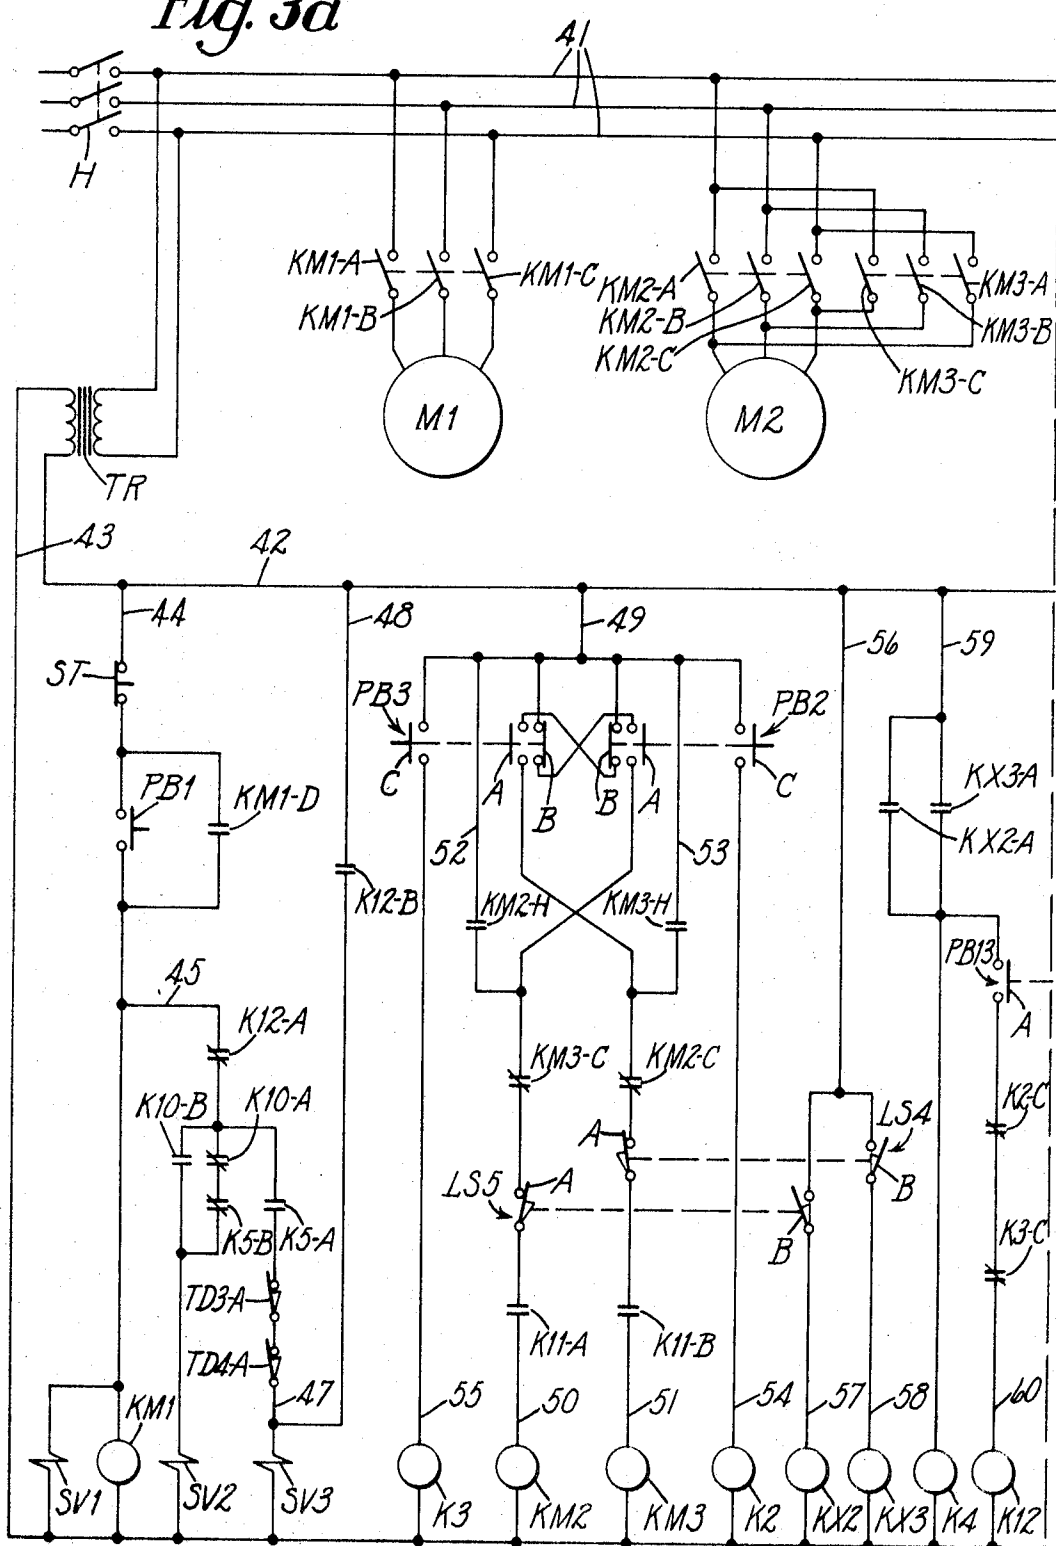 Fig. 3a
41
H
KM1-A
KM1-B
KM1-C
KM2-A
KM2-B
KM2-C
KM3-A
KM3-B
KM3-C
M1
M2
TR
43
42
44
48
49
56
59
ST
PB3
PB2
C
A
B
B
A
C
PB1
KM1-D
KX3-A
KX2-A
52
53
K12-B
KM2-H
KM3-H
PB13
A
45
K12-A
KM3-C
KM2-C
K10-B
K10-A
K2-C
A
LS4
B
LS5
A
B
K5-B
K5-A
K3-C
TD3-A
K11-A
K11-B
TD4-A
47
55
50
51
54
57
58
60
KM1
SV1
SV2
SV3
K3
KM2
KM3
K2
KX2
KX3
K4
K12